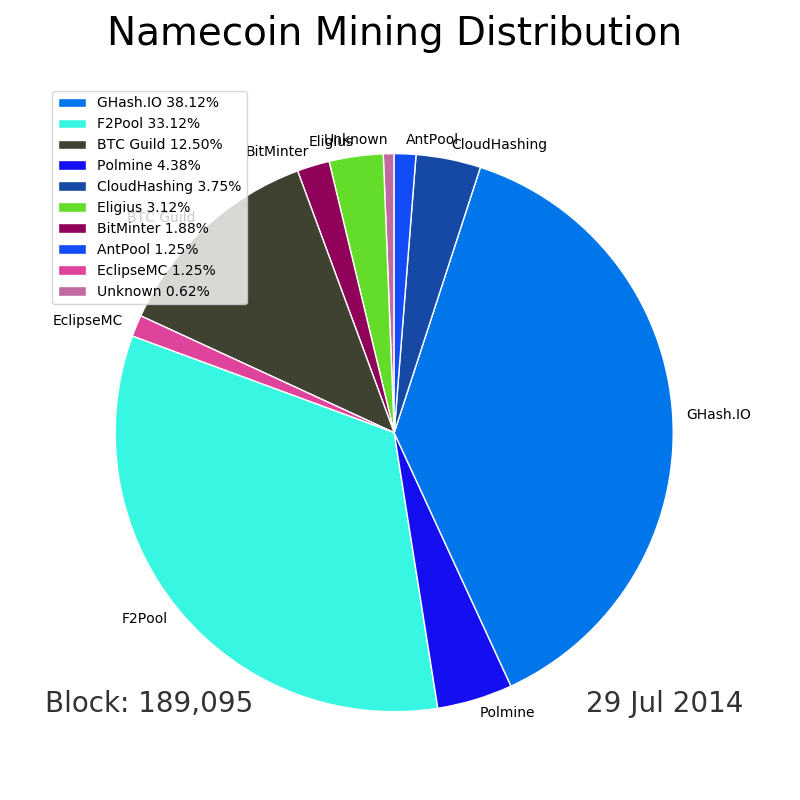 Namecoin Mining Distribution
GHash.IO 38.12%
F2Pool 33.12%
BTC Guild 12.50%
Polmine 4.38%
CloudHashing 3.75%
Eligius 3.12%
BitMinter 1.88%
AntPool 1.25%
EclipseMC 1.25%
Unknown 0.62%
BitMinter
Eligius
Unknown
AntPool
CloudHashing
BTC Guild
EclipseMC
GHash.IO
F2Pool
Polmine
Block: 189,095
29 Jul 2014